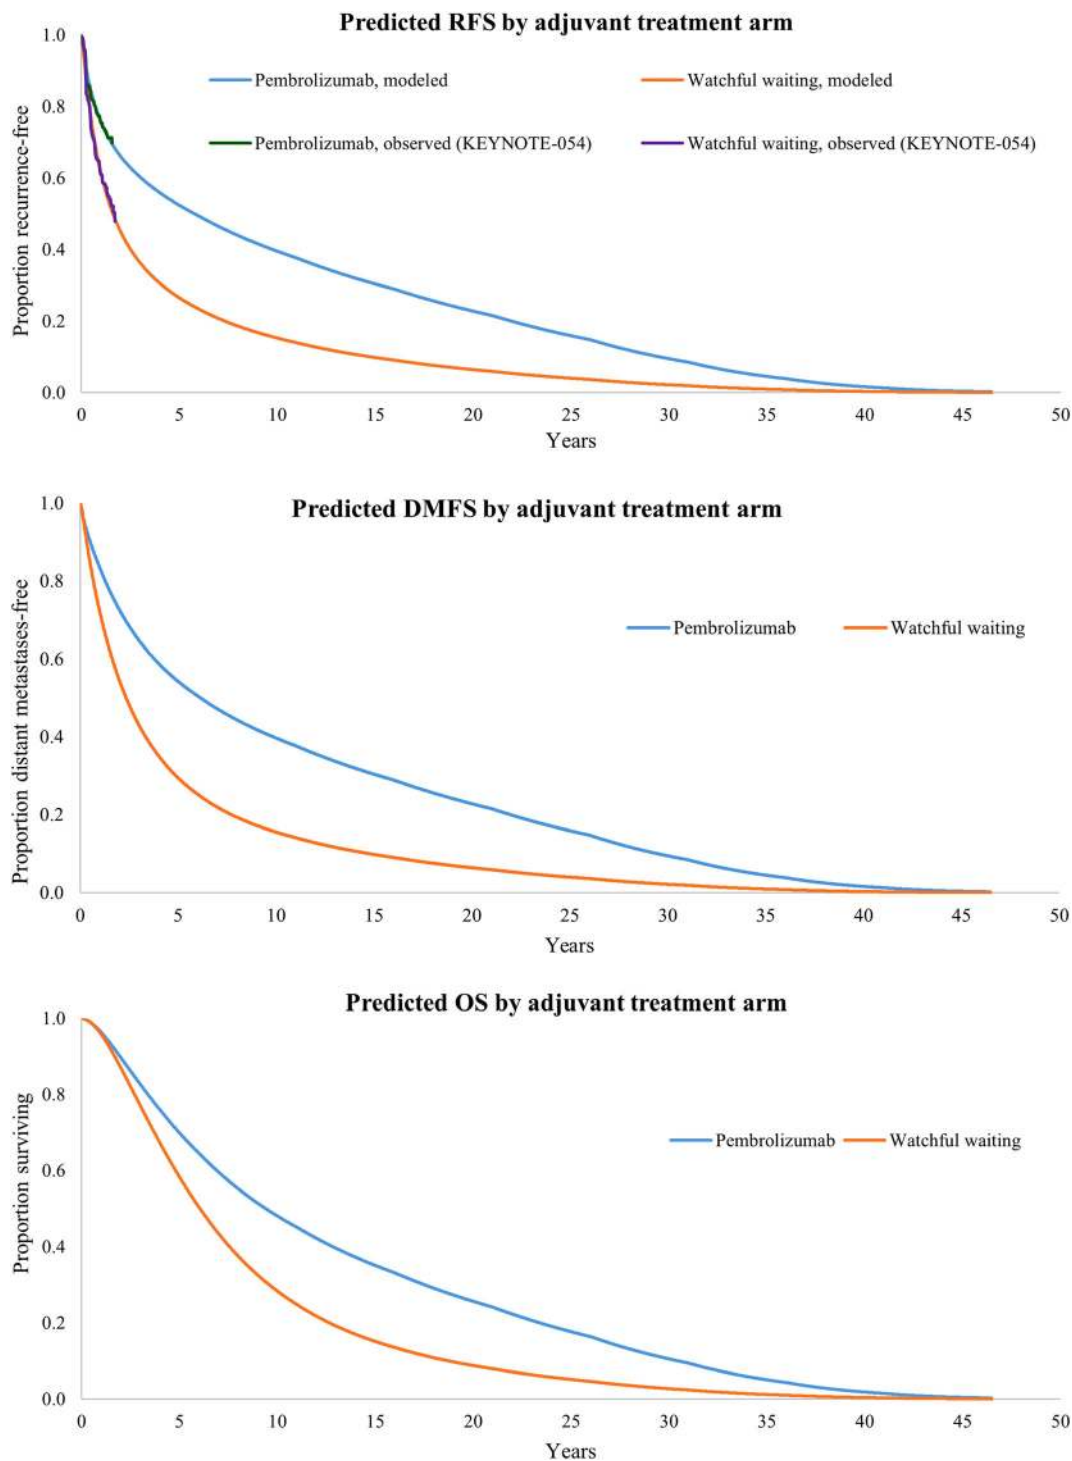 Predicted RFS by adjuvant treatment arm
Pembrolizumab, modeled
Watchful waiting, modeled
Pembrolizumab, observed (KEYNOTE-054)
Watchful waiting, observed (KEYNOTE-054)
Proportion recurrence-free
1.0
0.8
0.6
0.4
0.2
0.0
0 5 10 15 20 25 30 35 40 45 50
Years
Predicted DMFS by adjuvant treatment arm
Pembrolizumab
Watchful waiting
Proportion distant metastases-free
1.0
0.8
0.6
0.4
0.2
0.0
0 5 10 15 20 25 30 35 40 45 50
Years
Predicted OS by adjuvant treatment arm
Pembrolizumab
Watchful waiting
Proportion surviving
1.0
0.8
0.6
0.4
0.2
0.0
0 5 10 15 20 25 30 35 40 45 50
Years